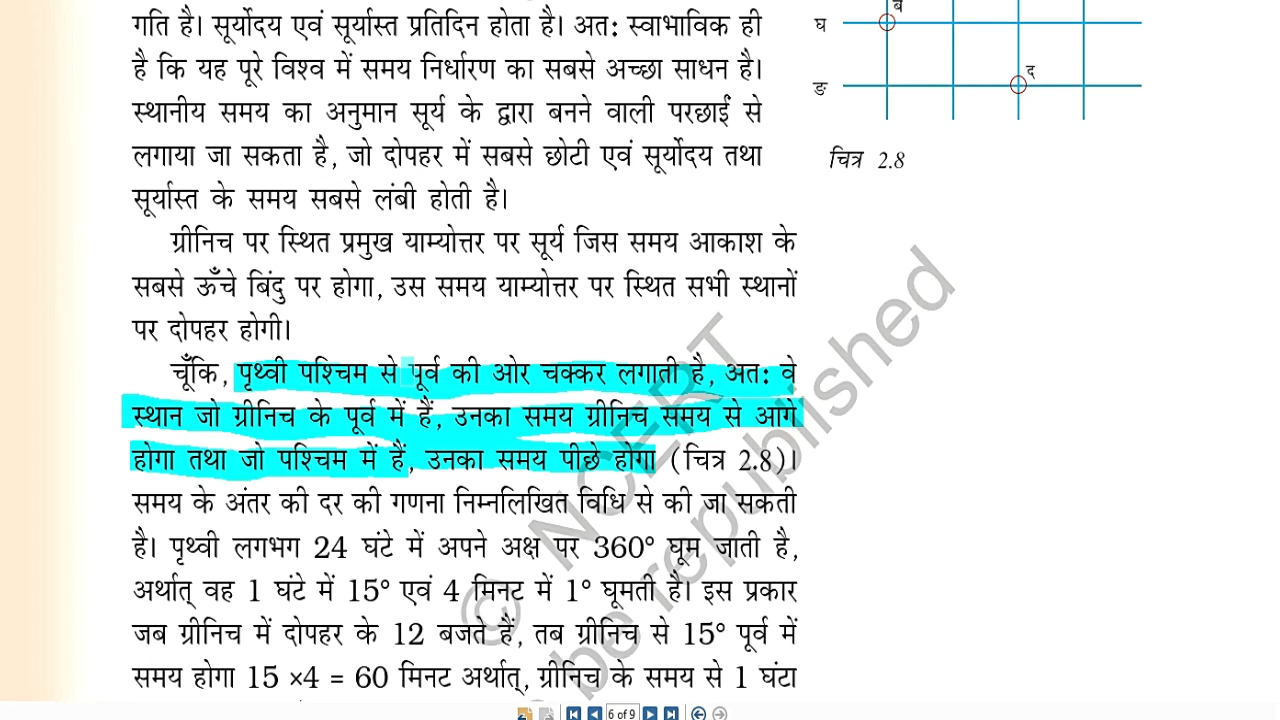 गति है। सूर्योदय एवं सूर्यास्त प्रतिदिन होता है। अत: स्वाभाविक ही
है कि यह पूरे विश्व में समय निर्धारण का सबसे अच्छा साधन है।
स्थानीय समय का अनुमान सूर्य के द्वारा बनने वाली परछाईं से
लगाया जा सकता है, जो दोपहर में सबसे छोटी एवं सूर्योदय तथा
सूर्यास्त के समय सबसे लंबी होती है।
ग्रीनिच पर स्थित प्रमुख याम्योत्तर पर सूर्य जिस समय आकाश के
सबसे ऊँचे बिंदु पर होगा, उस समय याम्योत्तर पर स्थित सभी स्थानों
पर दोपहर होगी।
चूँकि, पृथ्वी पश्चिम से पूर्व की ओर चक्कर लगाती है, अत: वे
स्थान जो ग्रीनिच के पूर्व में हैं, उनका समय ग्रीनिच समय से आगे
होगा तथा जो पश्चिम में हैं, उनका समय पीछे होगा (चित्र 2.8)।
समय के अंतर की दर की गणना निम्नलिखित विधि से की जा सकती
है। पृथ्वी लगभग 24 घंटे में अपने अक्ष पर 360° घूम जाती है,
अर्थात् वह 1 घंटे में 15° एवं 4 मिनट में 1° घूमती है। इस प्रकार
जब ग्रीनिच में दोपहर के 12 बजते हैं, तब ग्रीनिच से 15° पूर्व में
समय होगा 15 ×4 = 60 मिनट अर्थात्, ग्रीनिच के समय से 1 घंटा
ब
घ
द
ङ
चित्र 2.8
© NCERT
be republished
6 of 9